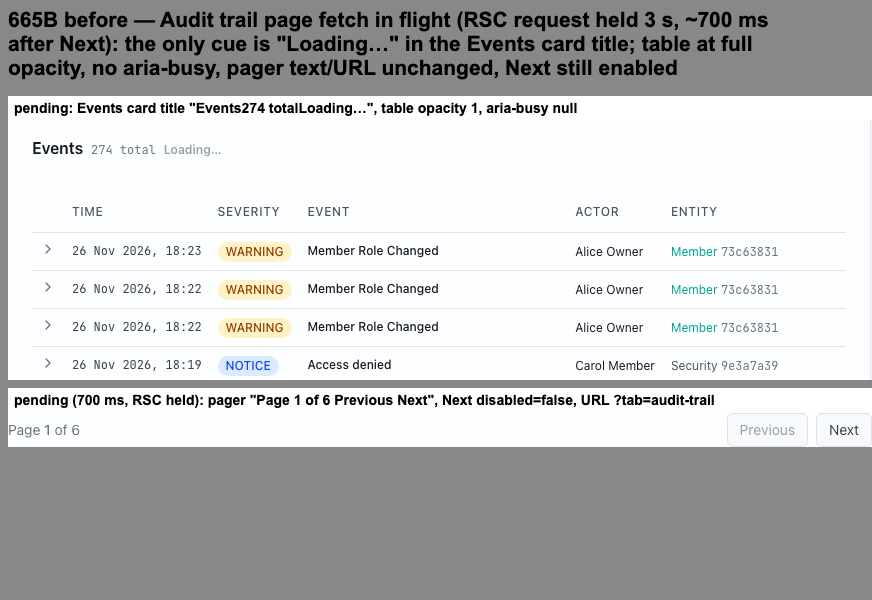 665B before — Audit trail page fetch in flight (RSC request held 3 s, ~700 ms
after Next): the only cue is "Loading…" in the Events card title; table at full
opacity, no aria-busy, pager text/URL unchanged, Next still enabled
pending: Events card title "Events274 totalLoading…", table opacity 1, aria-busy null
Events 274 total Loading…
TIME SEVERITY EVENT ACTOR ENTITY
26 Nov 2026, 18:23 WARNING Member Role Changed Alice Owner Member 73c63831
26 Nov 2026, 18:22 WARNING Member Role Changed Alice Owner Member 73c63831
26 Nov 2026, 18:22 WARNING Member Role Changed Alice Owner Member 73c63831
26 Nov 2026, 18:19 NOTICE Access denied Carol Member Security 9e3a7a39
pending (700 ms, RSC held): pager "Page 1 of 6 Previous Next", Next disabled=false, URL ?tab=audit-trail
Page 1 of 6 Previous Next